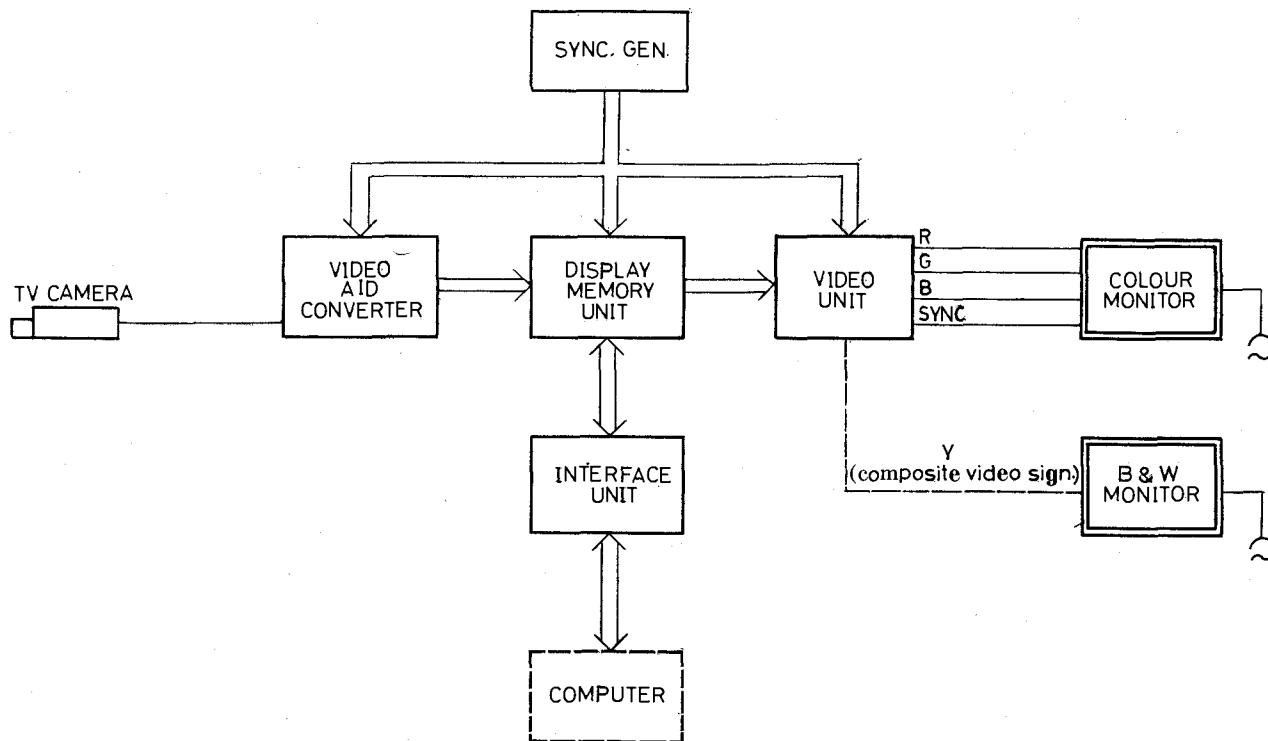 SYNC. GEN.
TV CAMERA
VIDEO
AID
CONVERTER
DISPLAY
MEMORY
UNIT
VIDEO
UNIT
R
G
B
SYNC
COLOUR
MONITOR
INTERFACE
UNIT
Y
(composite video sign.)
B & W
MONITOR
COMPUTER